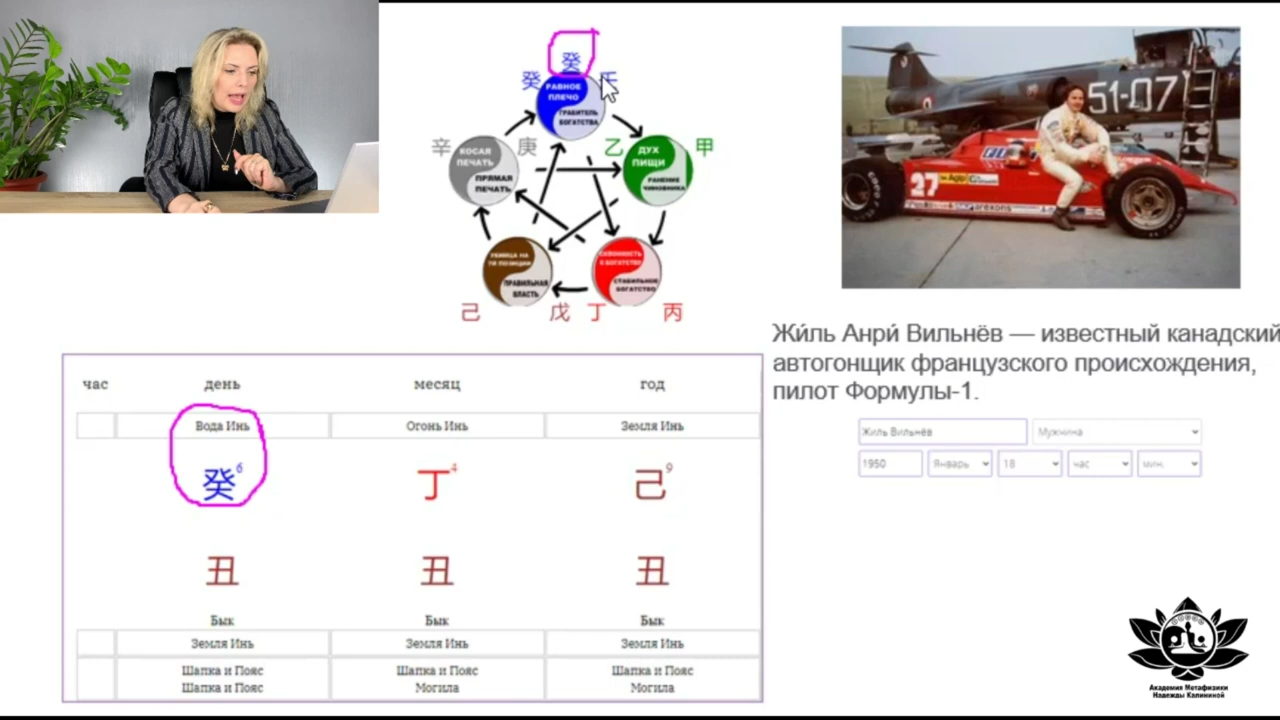 癸
癸
壬
РАВНОЕ
ПЛЕЧО
ГРАБИТЕЛЬ
БОГАТСТВА
辛
КОСАЯ
ПЕЧАТЬ
ПРЯМАЯ
ПЕЧАТЬ
庚
乙
ДУХ
ПИЩИ
РАНЕНИЕ
ЧИНОВНИКА
甲
УБИЙЦА НА
7Й ПОЗИЦИИ
ПРАВИЛЬНАЯ
ВЛАСТЬ
СКЛОННОСТЬ
К БОГАТСТВУ
СТАБИЛЬНОЕ
БОГАТСТВО
己
戊
丁
丙
51-07
27
FIAT
Agip
Жи́ль Анри́ Вильнёв — известный канадский
автогонщик французского происхождения,
пилот Формулы-1.
Жиль Вильнёв
Мужчина
1950
Январь
18
час
мин.
час день месяц год
Вода Инь Огонь Инь Земля Инь
癸6 丁4 己9
丑 丑 丑
Бык Бык Бык
Земля Инь Земля Инь Земля Инь
Шапка и Пояс Шапка и Пояс Шапка и Пояс
Шапка и Пояс Могила Могила
Академия Метафизики
Надежды Калининой